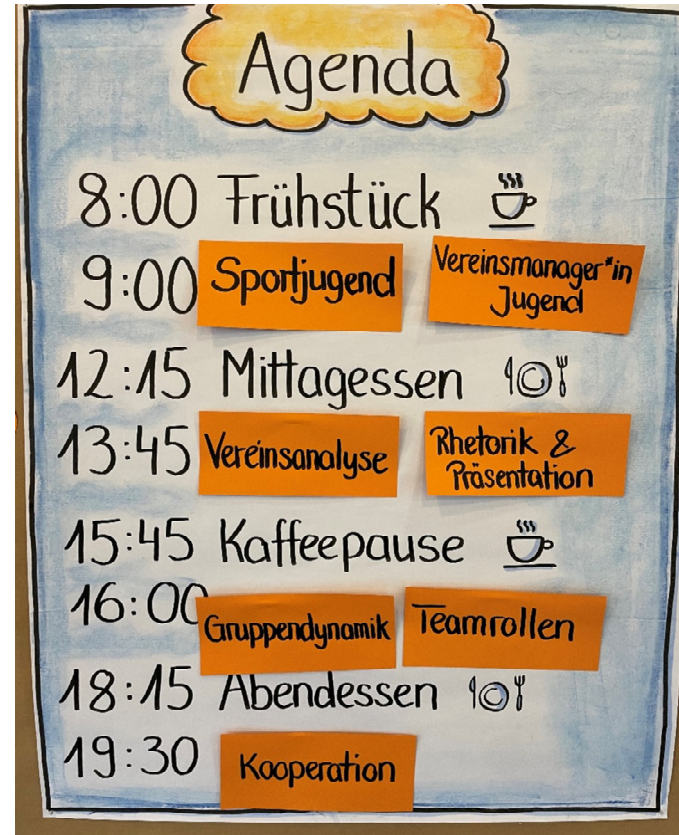 Agenda
8:00 Frühstück
9:00 Sportjugend Vereinsmanager*in
Jugend
12:15 Mittagessen
13:45 Vereinsanalyse Rhetorik &
Präsentation
15:45 Kaffeepause
16:00 Gruppendynamik Teamrollen
18:15 Abendessen
19:30 Kooperation